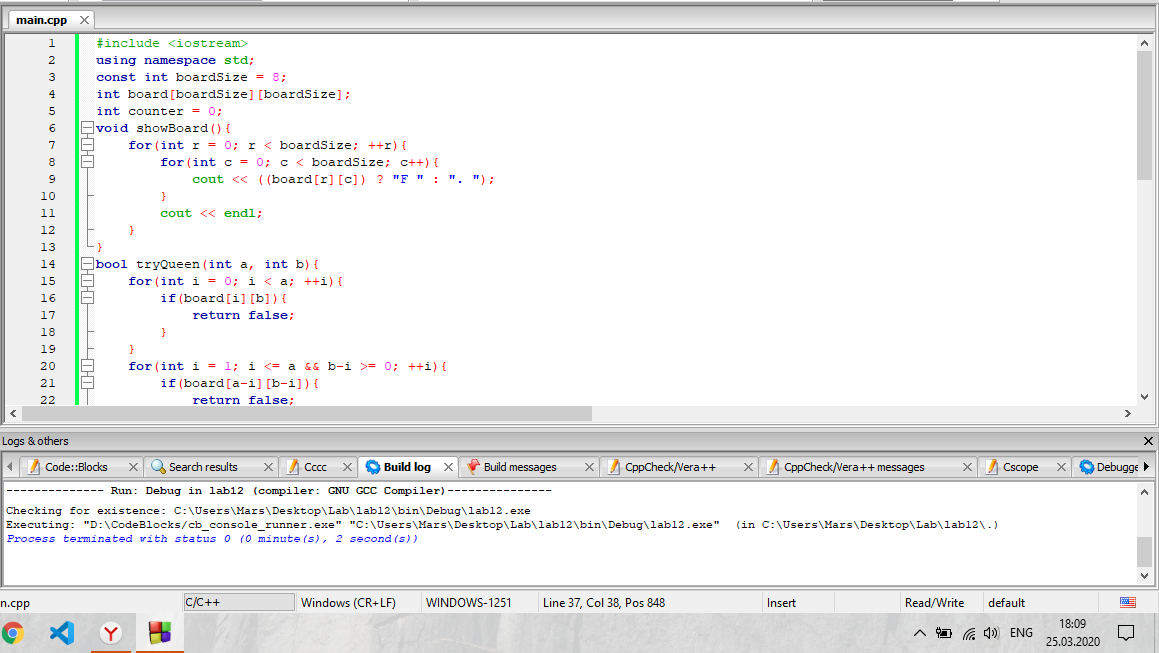 main.cpp
1 #include <iostream>
2 using namespace std;
3 const int boardSize = 8;
4 int board[boardSize][boardSize];
5 int counter = 0;
6 void showBoard(){
7 for(int r = 0; r < boardSize; ++r){
8 for(int c = 0; c < boardSize; c++){
9 cout << ((board[r][c]) ? "F " : ". ");
10 }
11 cout << endl;
12 }
13 }
14 bool tryQueen(int a, int b){
15 for(int i = 0; i < a; ++i){
16 if(board[i][b]){
17 return false;
18 }
19 }
20 for(int i = 1; i <= a && b-i >= 0; ++i){
21 if(board[a-i][b-i]){
22 return false;
Logs & others
Code::Blocks Search results Cccc Build log Build messages CppCheck/Vera++ CppCheck/Vera++ messages Cscope Debugge
-------------- Run: Debug in lab12 (compiler: GNU GCC Compiler)---------------
Checking for existence: C:\Users\Mars\Desktop\Lab\lab12\bin\Debug\lab12.exe
Executing: "D:\CodeBlocks/cb_console_runner.exe" "C:\Users\Mars\Desktop\Lab\lab12\bin\Debug\lab12.exe"  (in C:\Users\Mars\Desktop\Lab\lab12\.)
Process terminated with status 0 (0 minute(s), 2 second(s))
n.cpp C/C++ Windows (CR+LF) WINDOWS-1251 Line 37, Col 38, Pos 848 Insert Read/Write default
ENG 18:09
25.03.2020